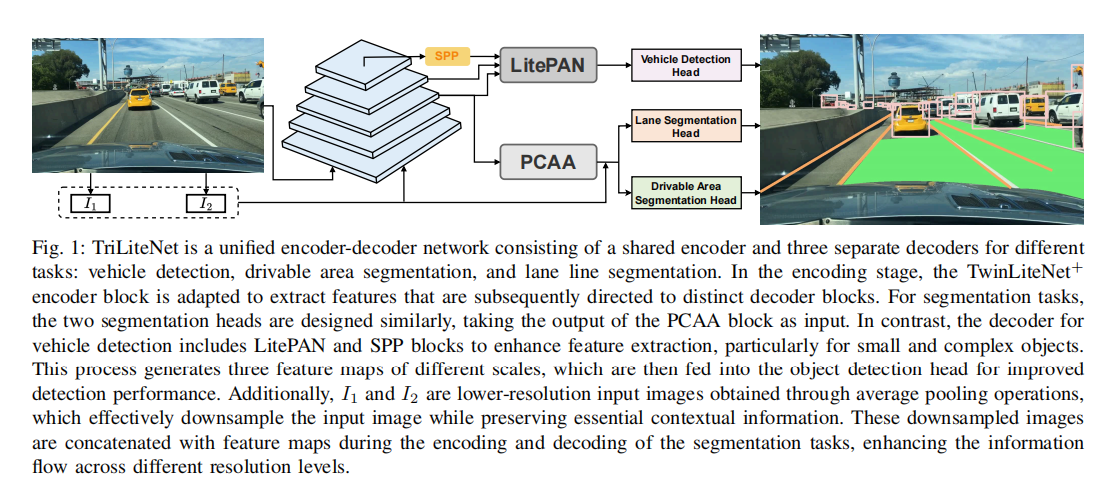 SPP
LitePAN
Vehicle Detection
Head
Lane Segmentation
Head
PCAA
Drivable Area
Segmentation Head
I1
I2
Fig. 1: TriLiteNet is a unified encoder-decoder network consisting of a shared encoder and three separate decoders for different
tasks: vehicle detection, drivable area segmentation, and lane line segmentation. In the encoding stage, the TwinLiteNet+
encoder block is adapted to extract features that are subsequently directed to distinct decoder blocks. For segmentation tasks,
the two segmentation heads are designed similarly, taking the output of the PCAA block as input. In contrast, the decoder for
vehicle detection includes LitePAN and SPP blocks to enhance feature extraction, particularly for small and complex objects.
This process generates three feature maps of different scales, which are then fed into the object detection head for improved
detection performance. Additionally, I1 and I2 are lower-resolution input images obtained through average pooling operations,
which effectively downsample the input image while preserving essential contextual information. These downsampled images
are concatenated with feature maps during the encoding and decoding of the segmentation tasks, enhancing the information
flow across different resolution levels.